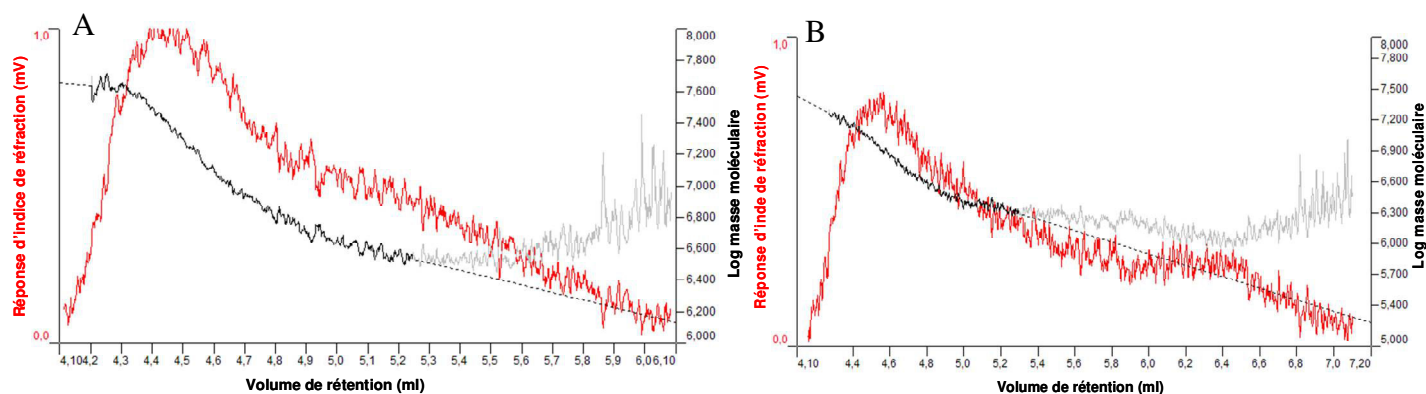 A
1,0
0,0
Réponse d'indice de réfraction (mV)
8,000
7,800
7,600
7,400
7,200
7,000
6,800
6,600
6,400
6,200
6,000
Log masse moléculaire
4,10 4,2 4,3 4,4 4,5 4,6 4,7 4,8 4,9 5,0 5,1 5,2 5,3 5,4 5,5 5,6 5,7 5,8 5,9 6,0 6,10
Volume de rétention (ml)
B
1,0
0,0
Réponse d'inde de réfraction (mV)
8,000
7,800
7,500
7,200
6,900
6,600
6,300
6,000
5,700
5,400
5,000
Log masse moléculaire
4,10 4,4 4,6 4,8 5,0 5,2 5,4 5,6 5,8 6,0 6,2 6,4 6,6 6,8 7,0 7,20
Volume de rétention (ml)